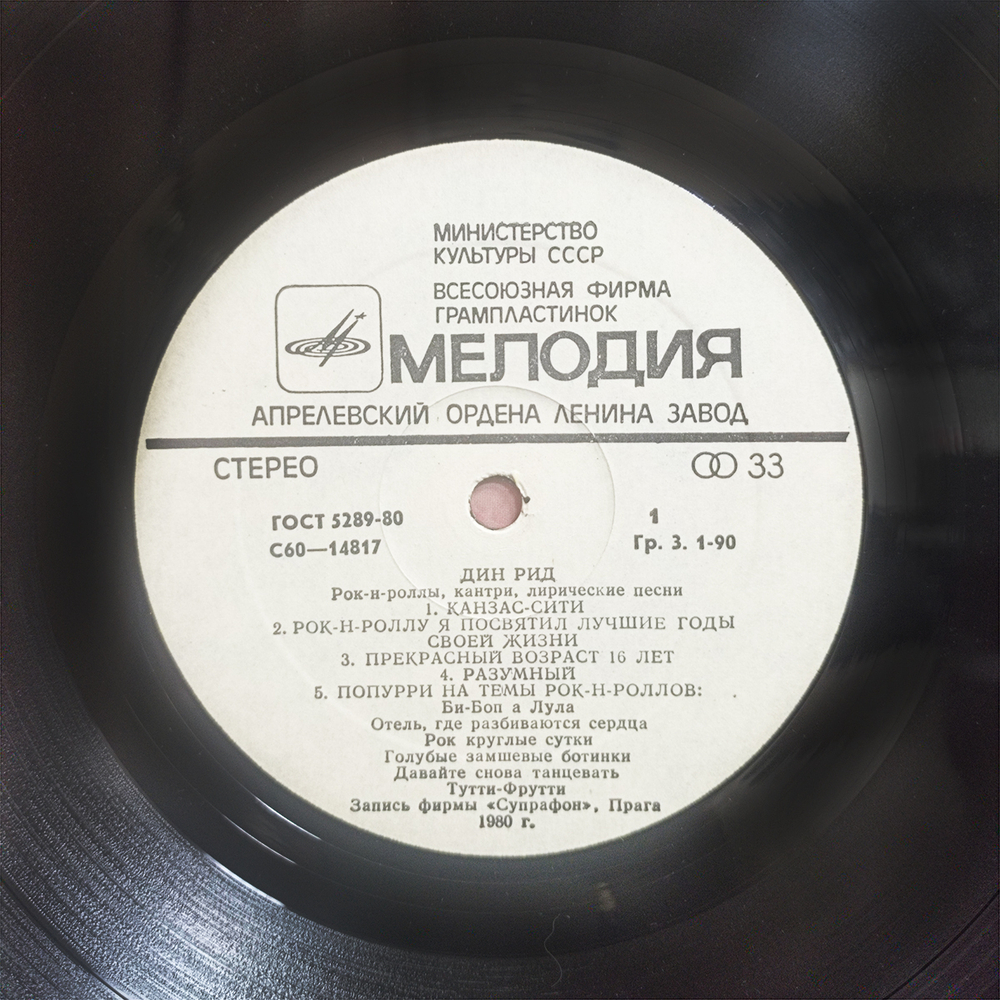 МИНИСТЕРСТВО
КУЛЬТУРЫ СССР
ВСЕСОЮЗНАЯ ФИРМА
ГРАМПЛАСТИНОК
МЕЛОДИЯ
АПРЕЛЕВСКИЙ ОРДЕНА ЛЕНИНА ЗАВОД
СТЕРЕО
33
ГОСТ 5289-80
1
С60—14817
Гр. 3. 1-90
ДИН РИД
Рок-н-роллы, кантри, лирические песни
1. КАНЗАС-СИТИ
2. РОК-Н-РОЛЛУ Я ПОСВЯТИЛ ЛУЧШИЕ ГОДЫ
СВОЕЙ ЖИЗНИ
3. ПРЕКРАСНЫЙ ВОЗРАСТ 16 ЛЕТ
4. РАЗУМНЫЙ
5. ПОПУРРИ НА ТЕМЫ РОК-Н-РОЛЛОВ:
Би-Боп а Лула
Отель, где разбиваются сердца
Рок круглые сутки
Голубые замшевые ботинки
Давайте снова танцевать
Тутти-Фрутти
Запись фирмы «Супрафон», Прага
1980 г.